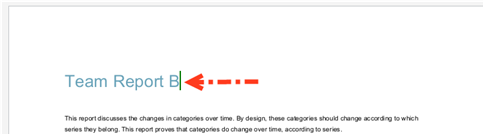 Team Report B
This report discusses the changes in categories over time. By design, these categories should change according to which
series they belong. This report proves that categories do change over time, according to series.